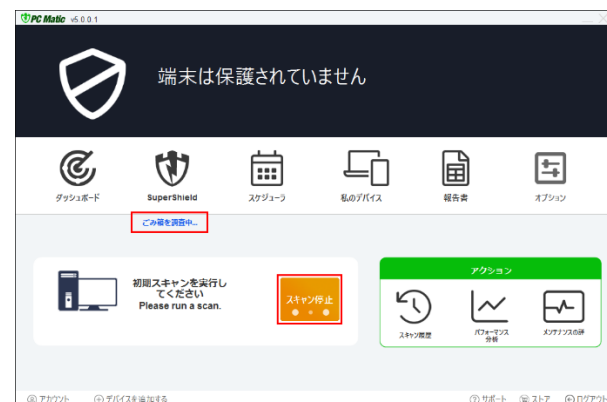 PC Matic v5.0.0.1
端末は保護されていません
ダッシュボード
SuperShield
スケジューラ
私のデバイス
報告書
オプション
ごみ箱を調査中...
初期スキャンを実行し
てください
Please run a scan.
スキャン停止
アクション
スキャン履歴
パフォーマンス
分析
メンテナンスの詳
アカウント
デバイスを追加する
サポート
ストア
ログアウト